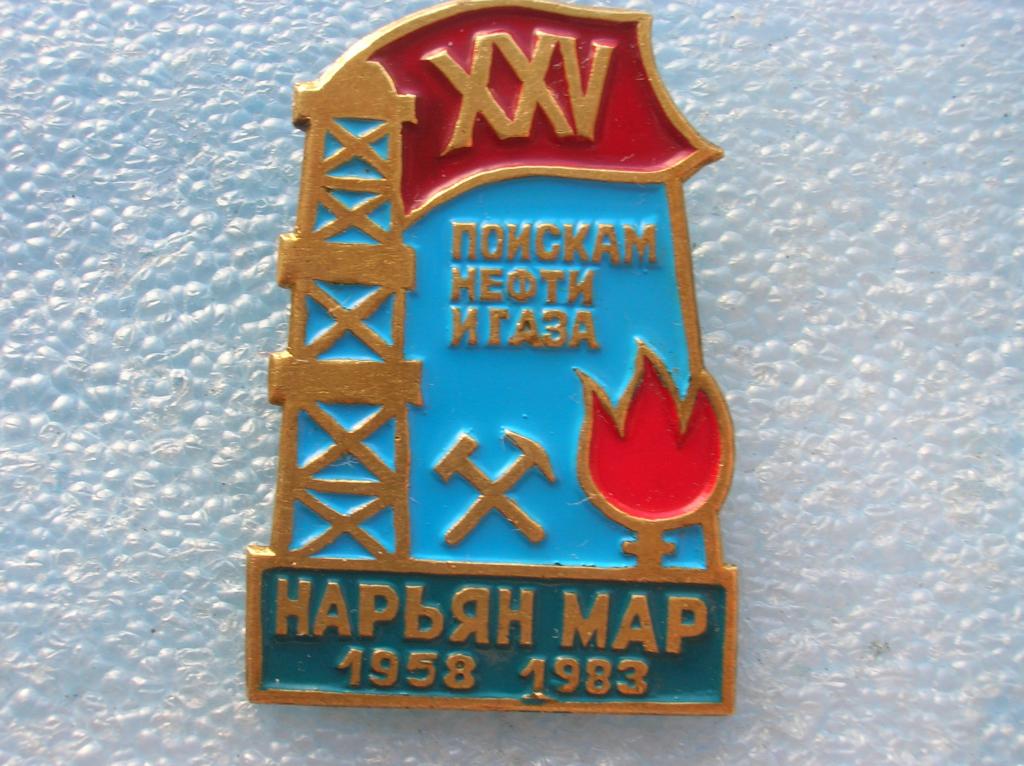 XXV
ПОИСКАМ
НЕФТИ
И ГАЗА
НАРЬЯН МАР
1958 1983